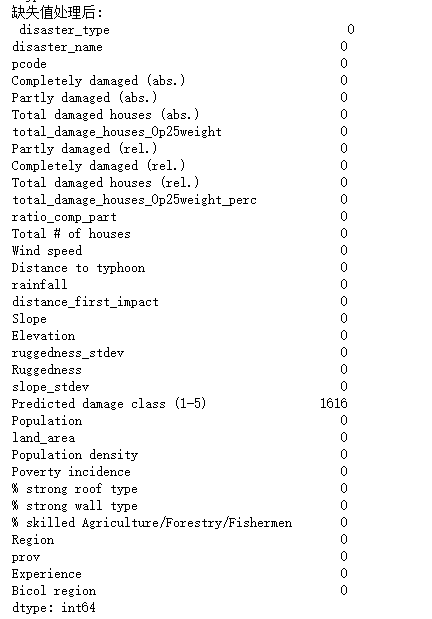 缺失值处理后:
disaster_type 0
disaster_name 0
pcode 0
Completely damaged (abs.) 0
Partly damaged (abs.) 0
Total damaged houses (abs.) 0
total_damage_houses_0p25weight 0
Partly damaged (rel.) 0
Completely damaged (rel.) 0
Total damaged houses (rel.) 0
total_damage_houses_0p25weight_perc 0
ratio_comp_part 0
Total # of houses 0
Wind speed 0
Distance to typhoon 0
rainfall 0
distance_first_impact 0
Slope 0
Elevation 0
ruggedness_stdev 0
Ruggedness 0
slope_stdev 0
Predicted damage class (1-5) 1616
Population 0
land_area 0
Population density 0
Poverty incidence 0
% strong roof type 0
% strong wall type 0
% skilled Agriculture/Forestry/Fishermen 0
Region 0
prov 0
Experience 0
Bicol region 0
dtype: int64